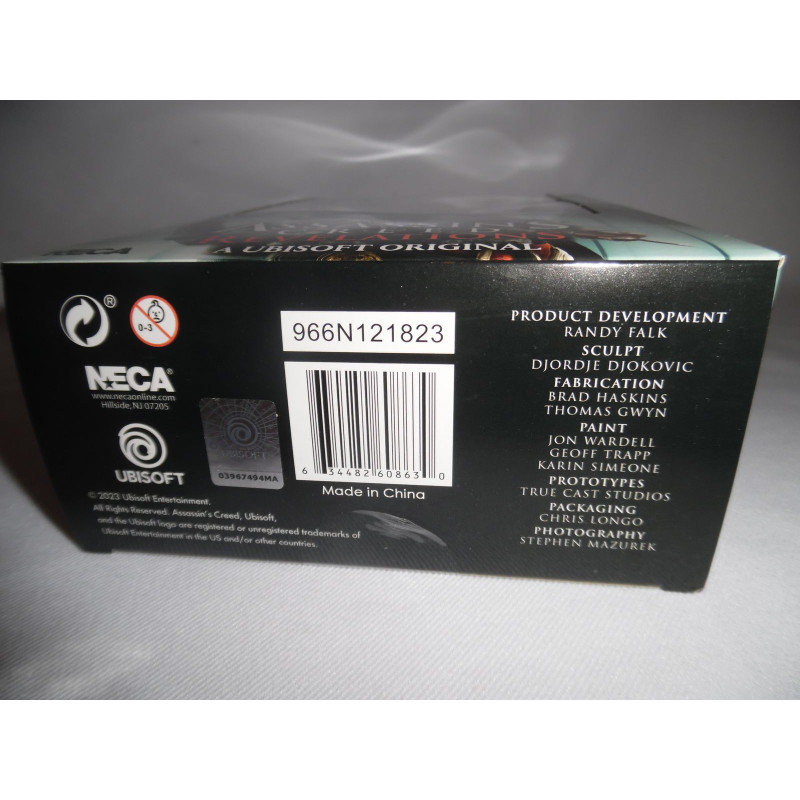 NECA
ASSASSIN'S
CREED
REVELATIONS
A UBISOFT ORIGINAL
®
0-3
NECA®
www.necaonline.com
Hillside, NJ 07205
UBISOFT
UBISOFT
03967494MA
© 2023 Ubisoft Entertainment.
All Rights Reserved. Assassin's Creed, Ubisoft,
and the Ubisoft logo are registered or unregistered trademarks of
Ubisoft Entertainment in the US and/or other countries.
966N121823
6 34482 60863 0
Made in China
PRODUCT DEVELOPMENT
RANDY FALK
SCULPT
DJORDJE DJOKOVIC
FABRICATION
BRAD HASKINS
THOMAS GWYN
PAINT
JON WARDELL
GEOFF TRAPP
KARIN SIMEONE
PROTOTYPES
TRUE CAST STUDIOS
PACKAGING
CHRIS LONGO
PHOTOGRAPHY
STEPHEN MAZUREK